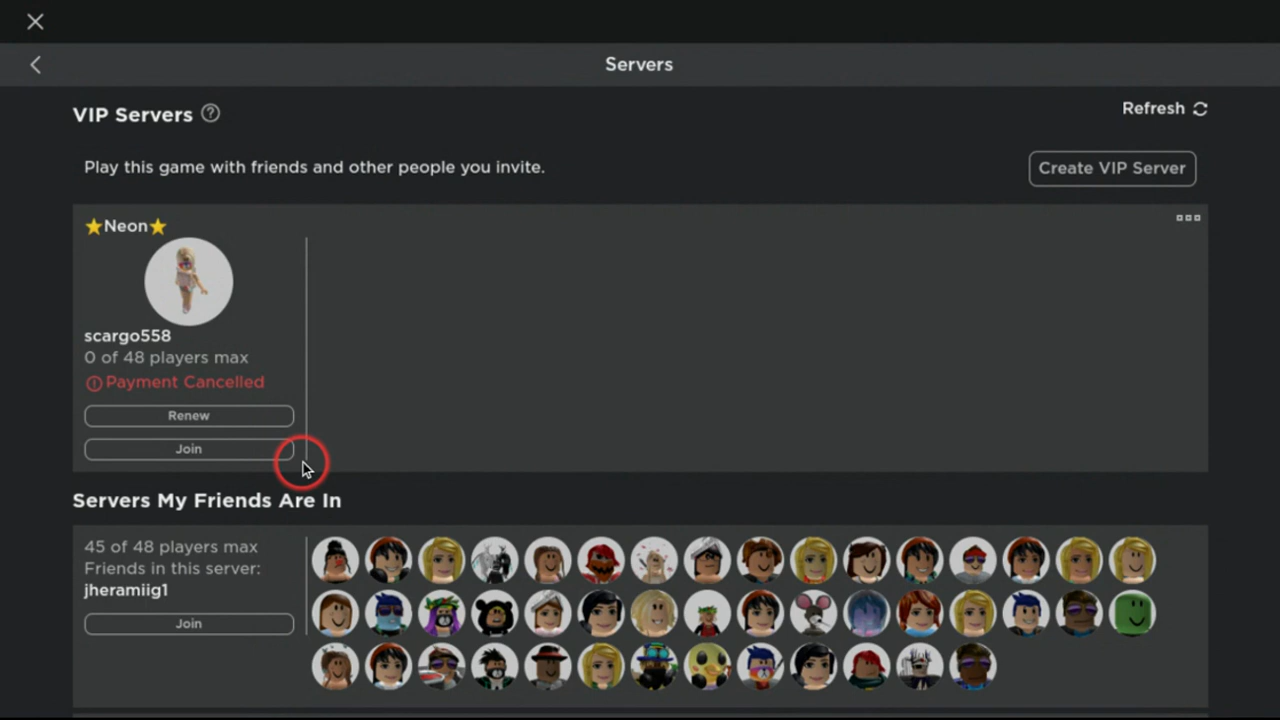 Servers
VIP Servers
Refresh
Play this game with friends and other people you invite.
Create VIP Server
⭐Neon⭐
scargo558
0 of 48 players max
Payment Cancelled
Renew
Join
Servers My Friends Are In
45 of 48 players max
Friends in this server:
jheramiig1
Join